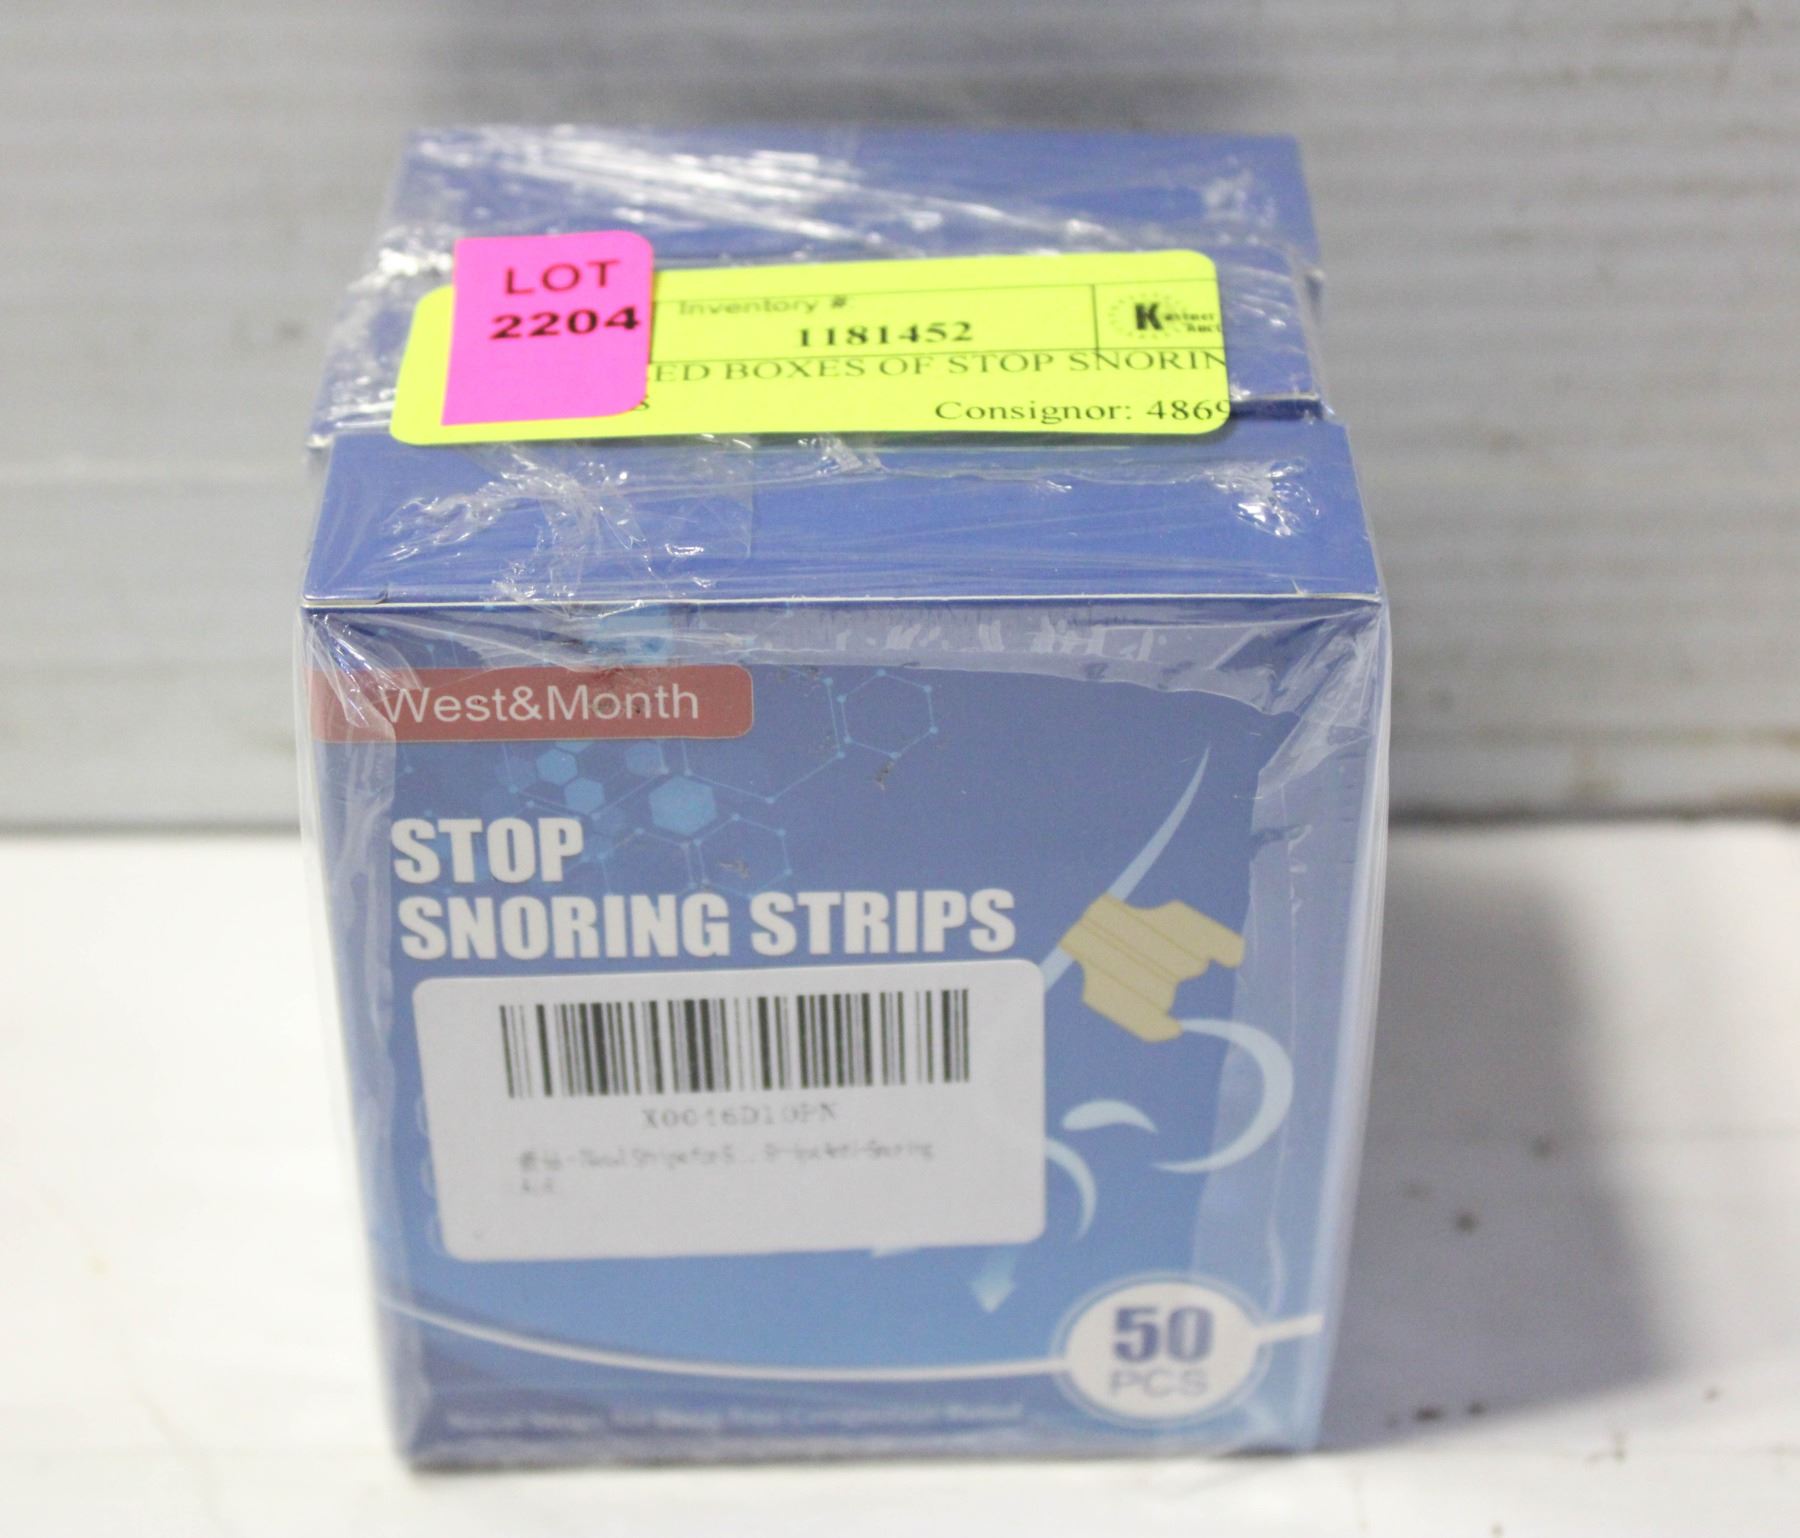 LOT
2204
Inventory #
1181452
ED BOXES OF STOP SNORIN
S
Consignor: 4869
West&Month
STOP
SNORING STRIPS
50
PCS